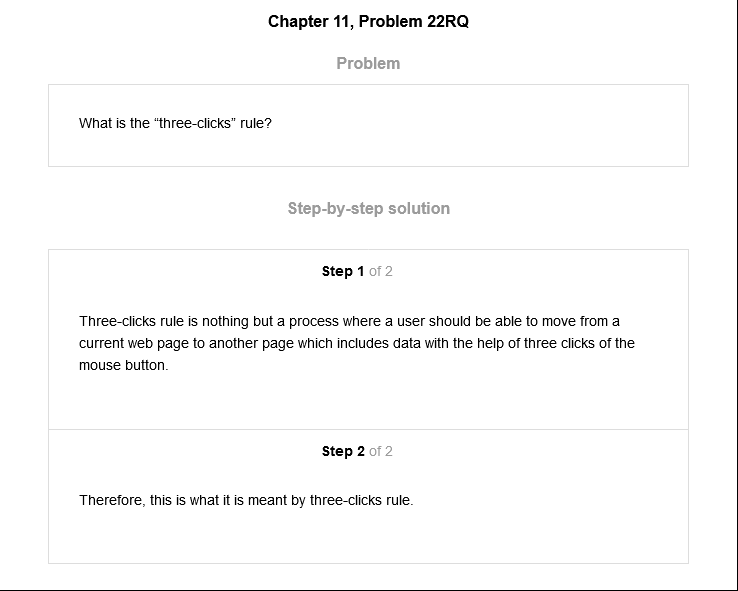 Chapter 11, Problem 22RQ
Problem
What is the “three-clicks” rule?
Step-by-step solution
Step 1 of 2
Three-clicks rule is nothing but a process where a user should be able to move from a
current web page to another page which includes data with the help of three clicks of the
mouse button.
Step 2 of 2
Therefore, this is what it is meant by three-clicks rule.